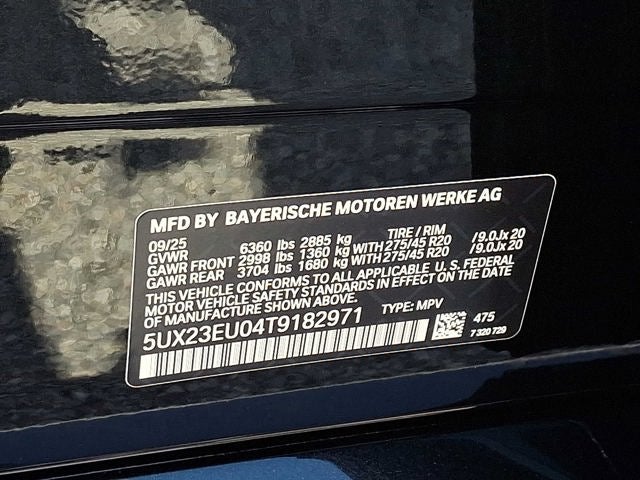 MFD BY BAYERISCHE MOTOREN WERKE AG
09/25 TIRE / RIM
GVWR 6360 lbs 2885 kg
GAWR FRONT 2998 lbs 1360 kg WITH 275/45 R20 /9.0Jx20
GAWR REAR 3704 lbs 1680 kg WITH 275/45 R20 /9.0Jx20
THIS VEHICLE CONFORMS TO ALL APPLICABLE U.S. FEDERAL
MOTOR VEHICLE SAFETY STANDARDS IN EFFECT ON THE DATE
OF MANUFACTURE SHOWN ABOVE.
5UX23EU04T9182971 TYPE: MPV 475
7 320 729